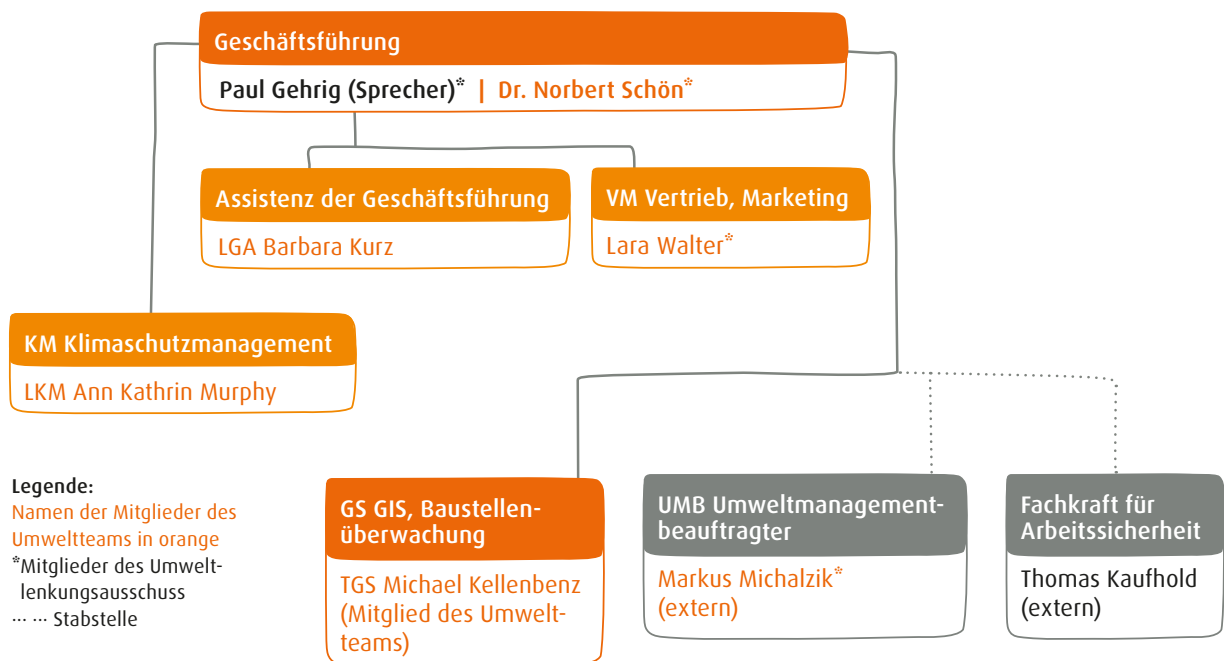 Geschäftsführung
Paul Gehrig (Sprecher)* | Dr. Norbert Schön*
Assistenz der Geschäftsführung
LGA Barbara Kurz
VM Vertrieb, Marketing
Lara Walter*
KM Klimaschutzmanagement
LKM Ann Kathrin Murphy
Legende:
Namen der Mitglieder des
Umweltteams in orange
*Mitglieder des Umwelt-
lenkungsausschuss
... ... Stabstelle
GS GIS, Baustellen-
überwachung
TGS Michael Kellenbenz
(Mitglied des Umwelt-
teams)
UMB Umweltmanagement-
beauftragter
Markus Michalzik*
(extern)
Fachkraft für
Arbeitssicherheit
Thomas Kaufhold
(extern)